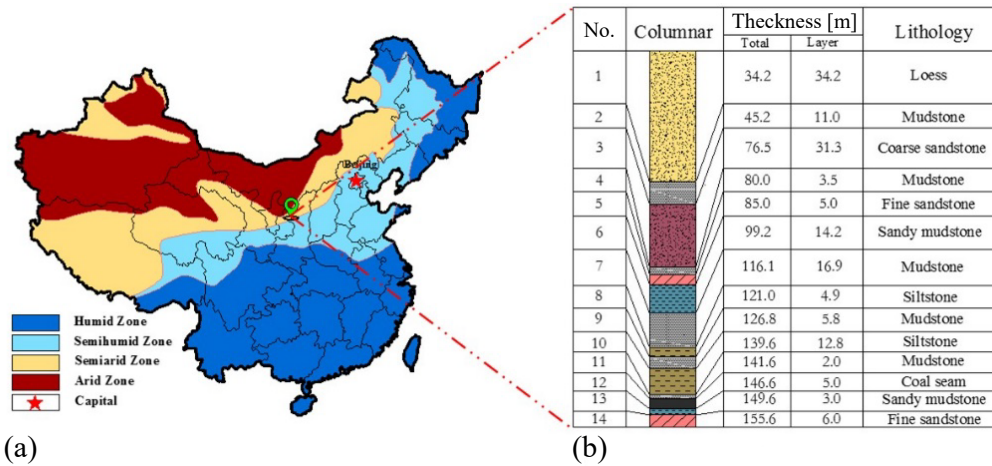 Beijing
Humid Zone
Semihumid Zone
Semiarid Zone
Arid Zone
Capital
(a)
No. Columnar Theckness [m] Lithology
Total Layer
1 34.2 34.2 Loess
2 45.2 11.0 Mudstone
3 76.5 31.3 Coarse sandstone
4 80.0 3.5 Mudstone
5 85.0 5.0 Fine sandstone
6 99.2 14.2 Sandy mudstone
7 116.1 16.9 Mudstone
8 121.0 4.9 Siltstone
9 126.8 5.8 Mudstone
10 139.6 12.8 Siltstone
11 141.6 2.0 Mudstone
12 146.6 5.0 Coal seam
13 149.6 3.0 Sandy mudstone
14 155.6 6.0 Fine sandstone
(b)